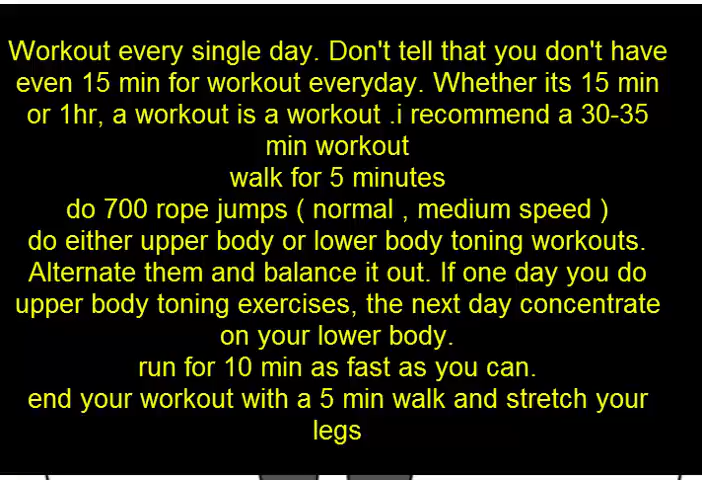 Workout every single day. Don't tell that you don't have
even 15 min for workout everyday. Whether its 15 min
or 1hr, a workout is a workout .i recommend a 30-35
min workout
walk for 5 minutes
do 700 rope jumps ( normal , medium speed )
do either upper body or lower body toning workouts.
Alternate them and balance it out. If one day you do
upper body toning exercises, the next day concentrate
on your lower body.
run for 10 min as fast as you can.
end your workout with a 5 min walk and stretch your
legs